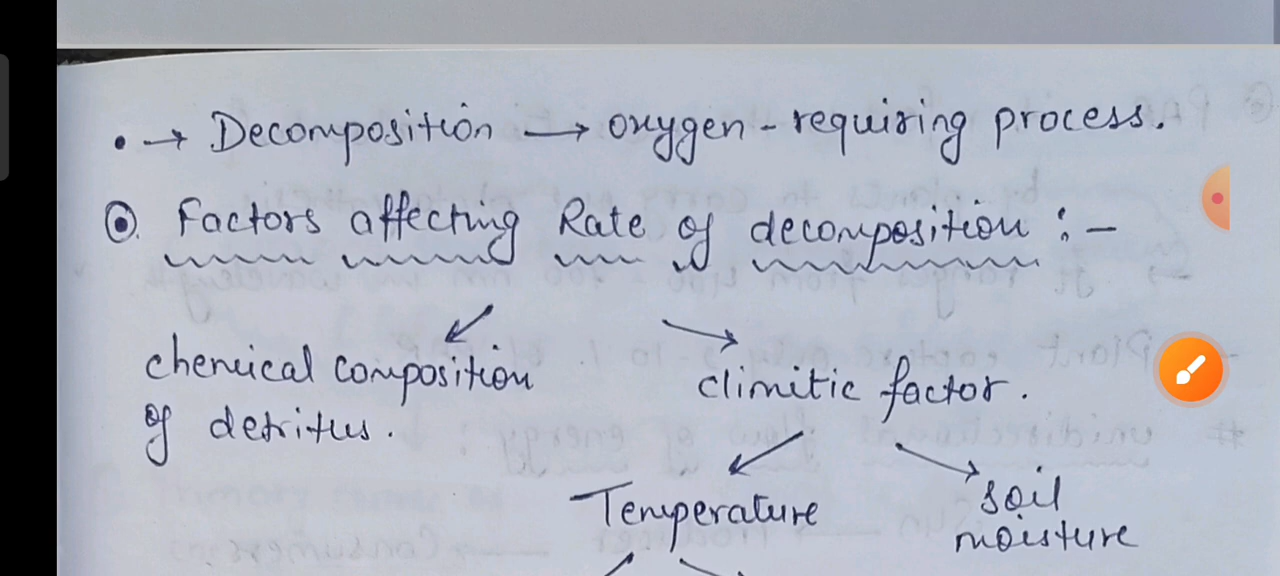 • → Decomposition → oxygen-requiring process.
⊙. Factors affecting Rate of decomposition :-
chemical composition
of detritus.
climitic factor.
Temperature
soil
moisture